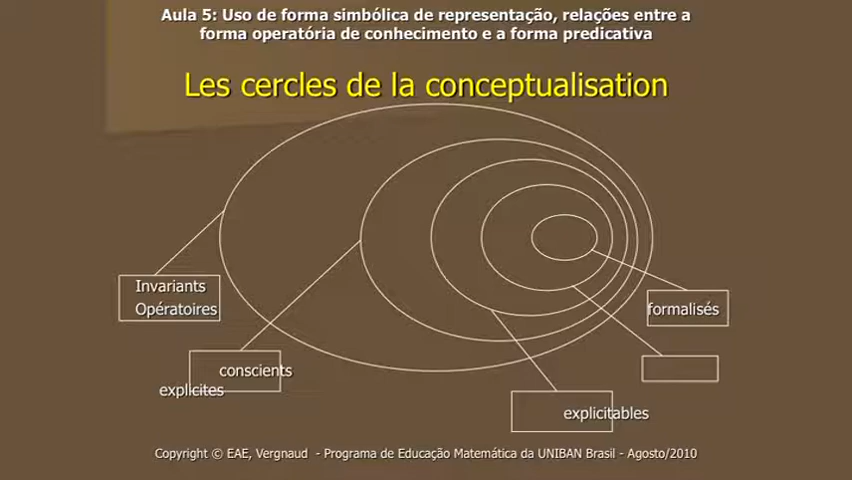 Aula 5: Uso de forma simbólica de representação, relações entre a
forma operatória de conhecimento e a forma predicativa
Les cercles de la conceptualisation
Invariants
Opératoires
formalisés
conscients
explicites
explicitables
Copyright © EAE, Vergnaud - Programa de Educação Matemática da UNIBAN Brasil - Agosto/2010